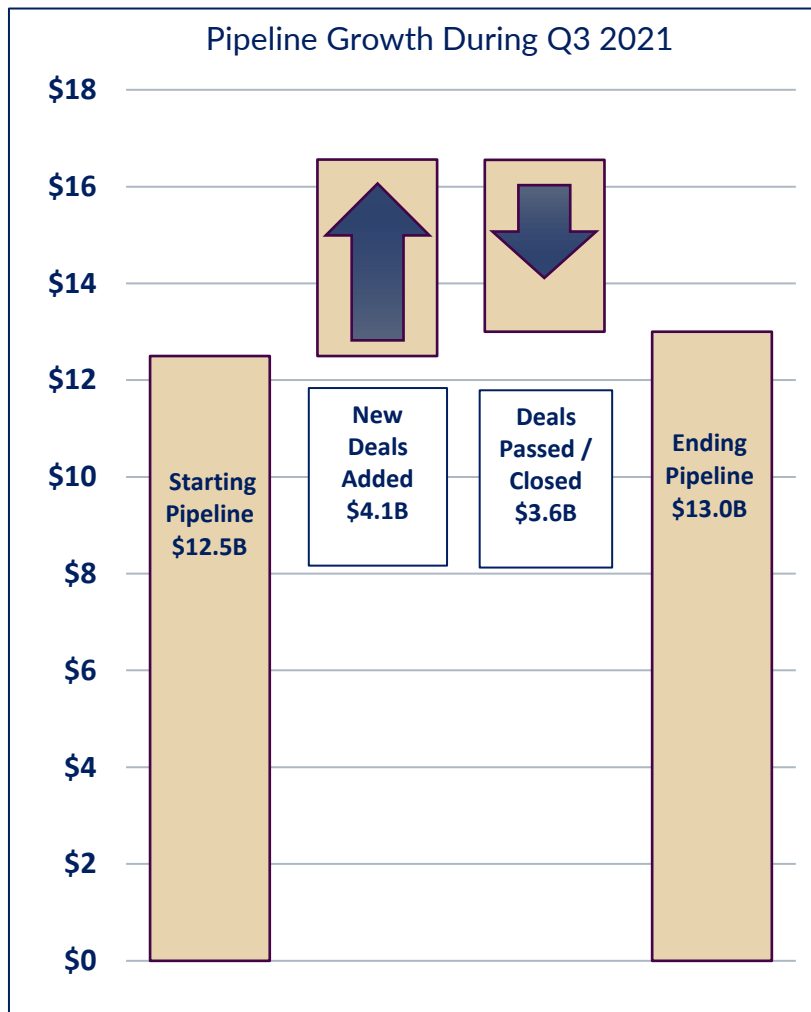 Pipeline Growth During Q3 2021
$18
$16
$14
$12
$10
$8
$6
$4
$2
$0
Starting
Pipeline
$12.5B
New
Deals
Added
$4.1B
Deals
Passed /
Closed
$3.6B
Ending
Pipeline
$13.0B